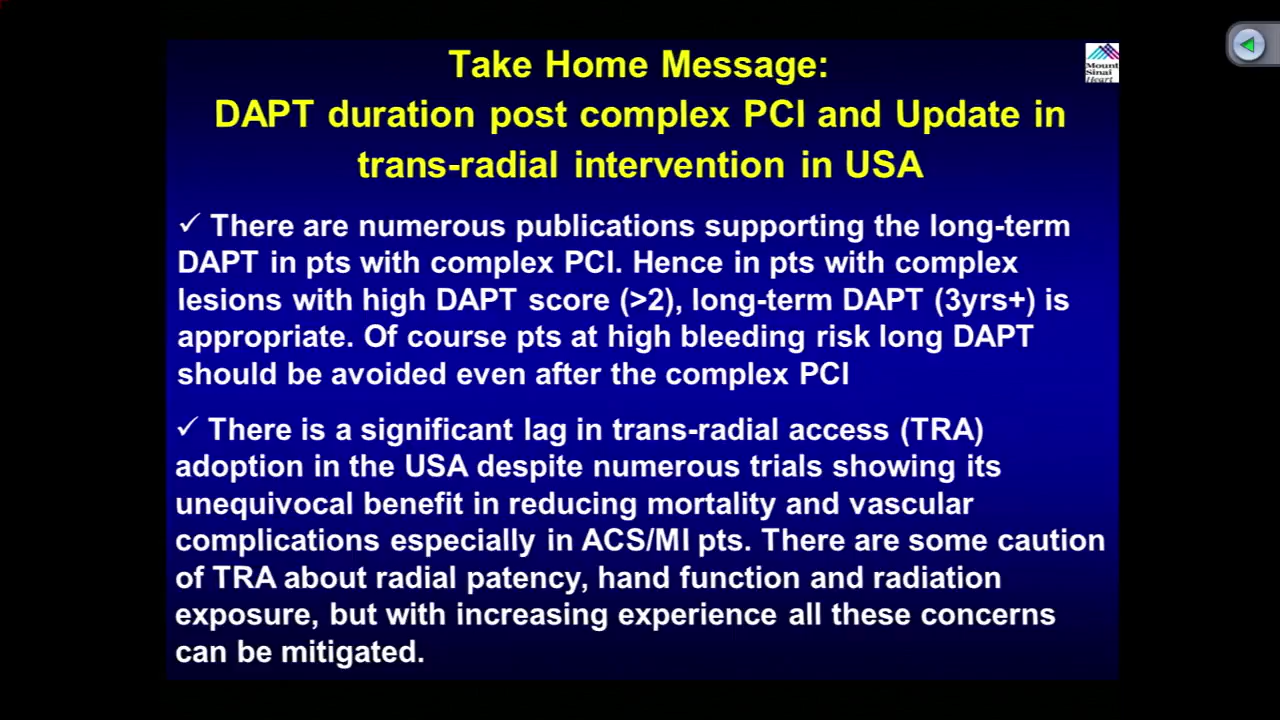 Take Home Message:
Mount
Sinai
Heart
DAPT duration post complex PCI and Update in
trans-radial intervention in USA
✓ There are numerous publications supporting the long-term
DAPT in pts with complex PCI. Hence in pts with complex
lesions with high DAPT score (>2), long-term DAPT (3yrs+) is
appropriate. Of course pts at high bleeding risk long DAPT
should be avoided even after the complex PCI
✓ There is a significant lag in trans-radial access (TRA)
adoption in the USA despite numerous trials showing its
unequivocal benefit in reducing mortality and vascular
complications especially in ACS/MI pts. There are some caution
of TRA about radial patency, hand function and radiation
exposure, but with increasing experience all these concerns
can be mitigated.